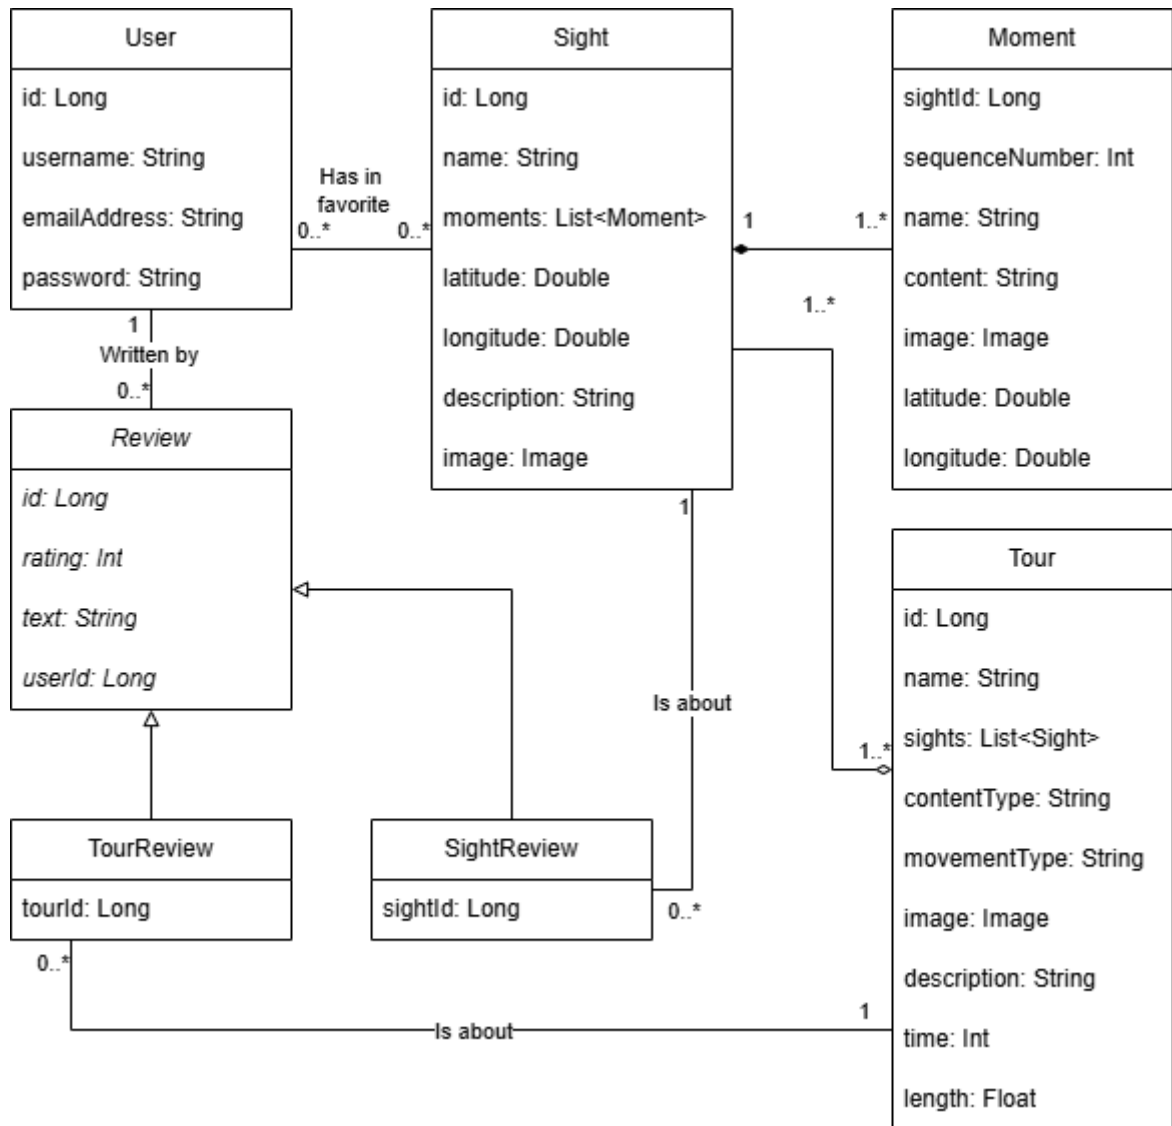 User
id: Long
username: String
emailAddress: String
password: String
Has in
favorite
0..*
0..*
Sight
id: Long
name: String
moments: List<Moment>
latitude: Double
longitude: Double
description: String
image: Image
1
1..*
Moment
sightId: Long
sequenceNumber: Int
name: String
content: String
image: Image
latitude: Double
longitude: Double
1
Written by
0..*
Review
id: Long
rating: Int
text: String
userId: Long
1..*
1..*
1
Is about
0..*
Tour
id: Long
name: String
sights: List<Sight>
contentType: String
movementType: String
image: Image
description: String
time: Int
length: Float
TourReview
tourId: Long
SightReview
sightId: Long
0..*
Is about
1